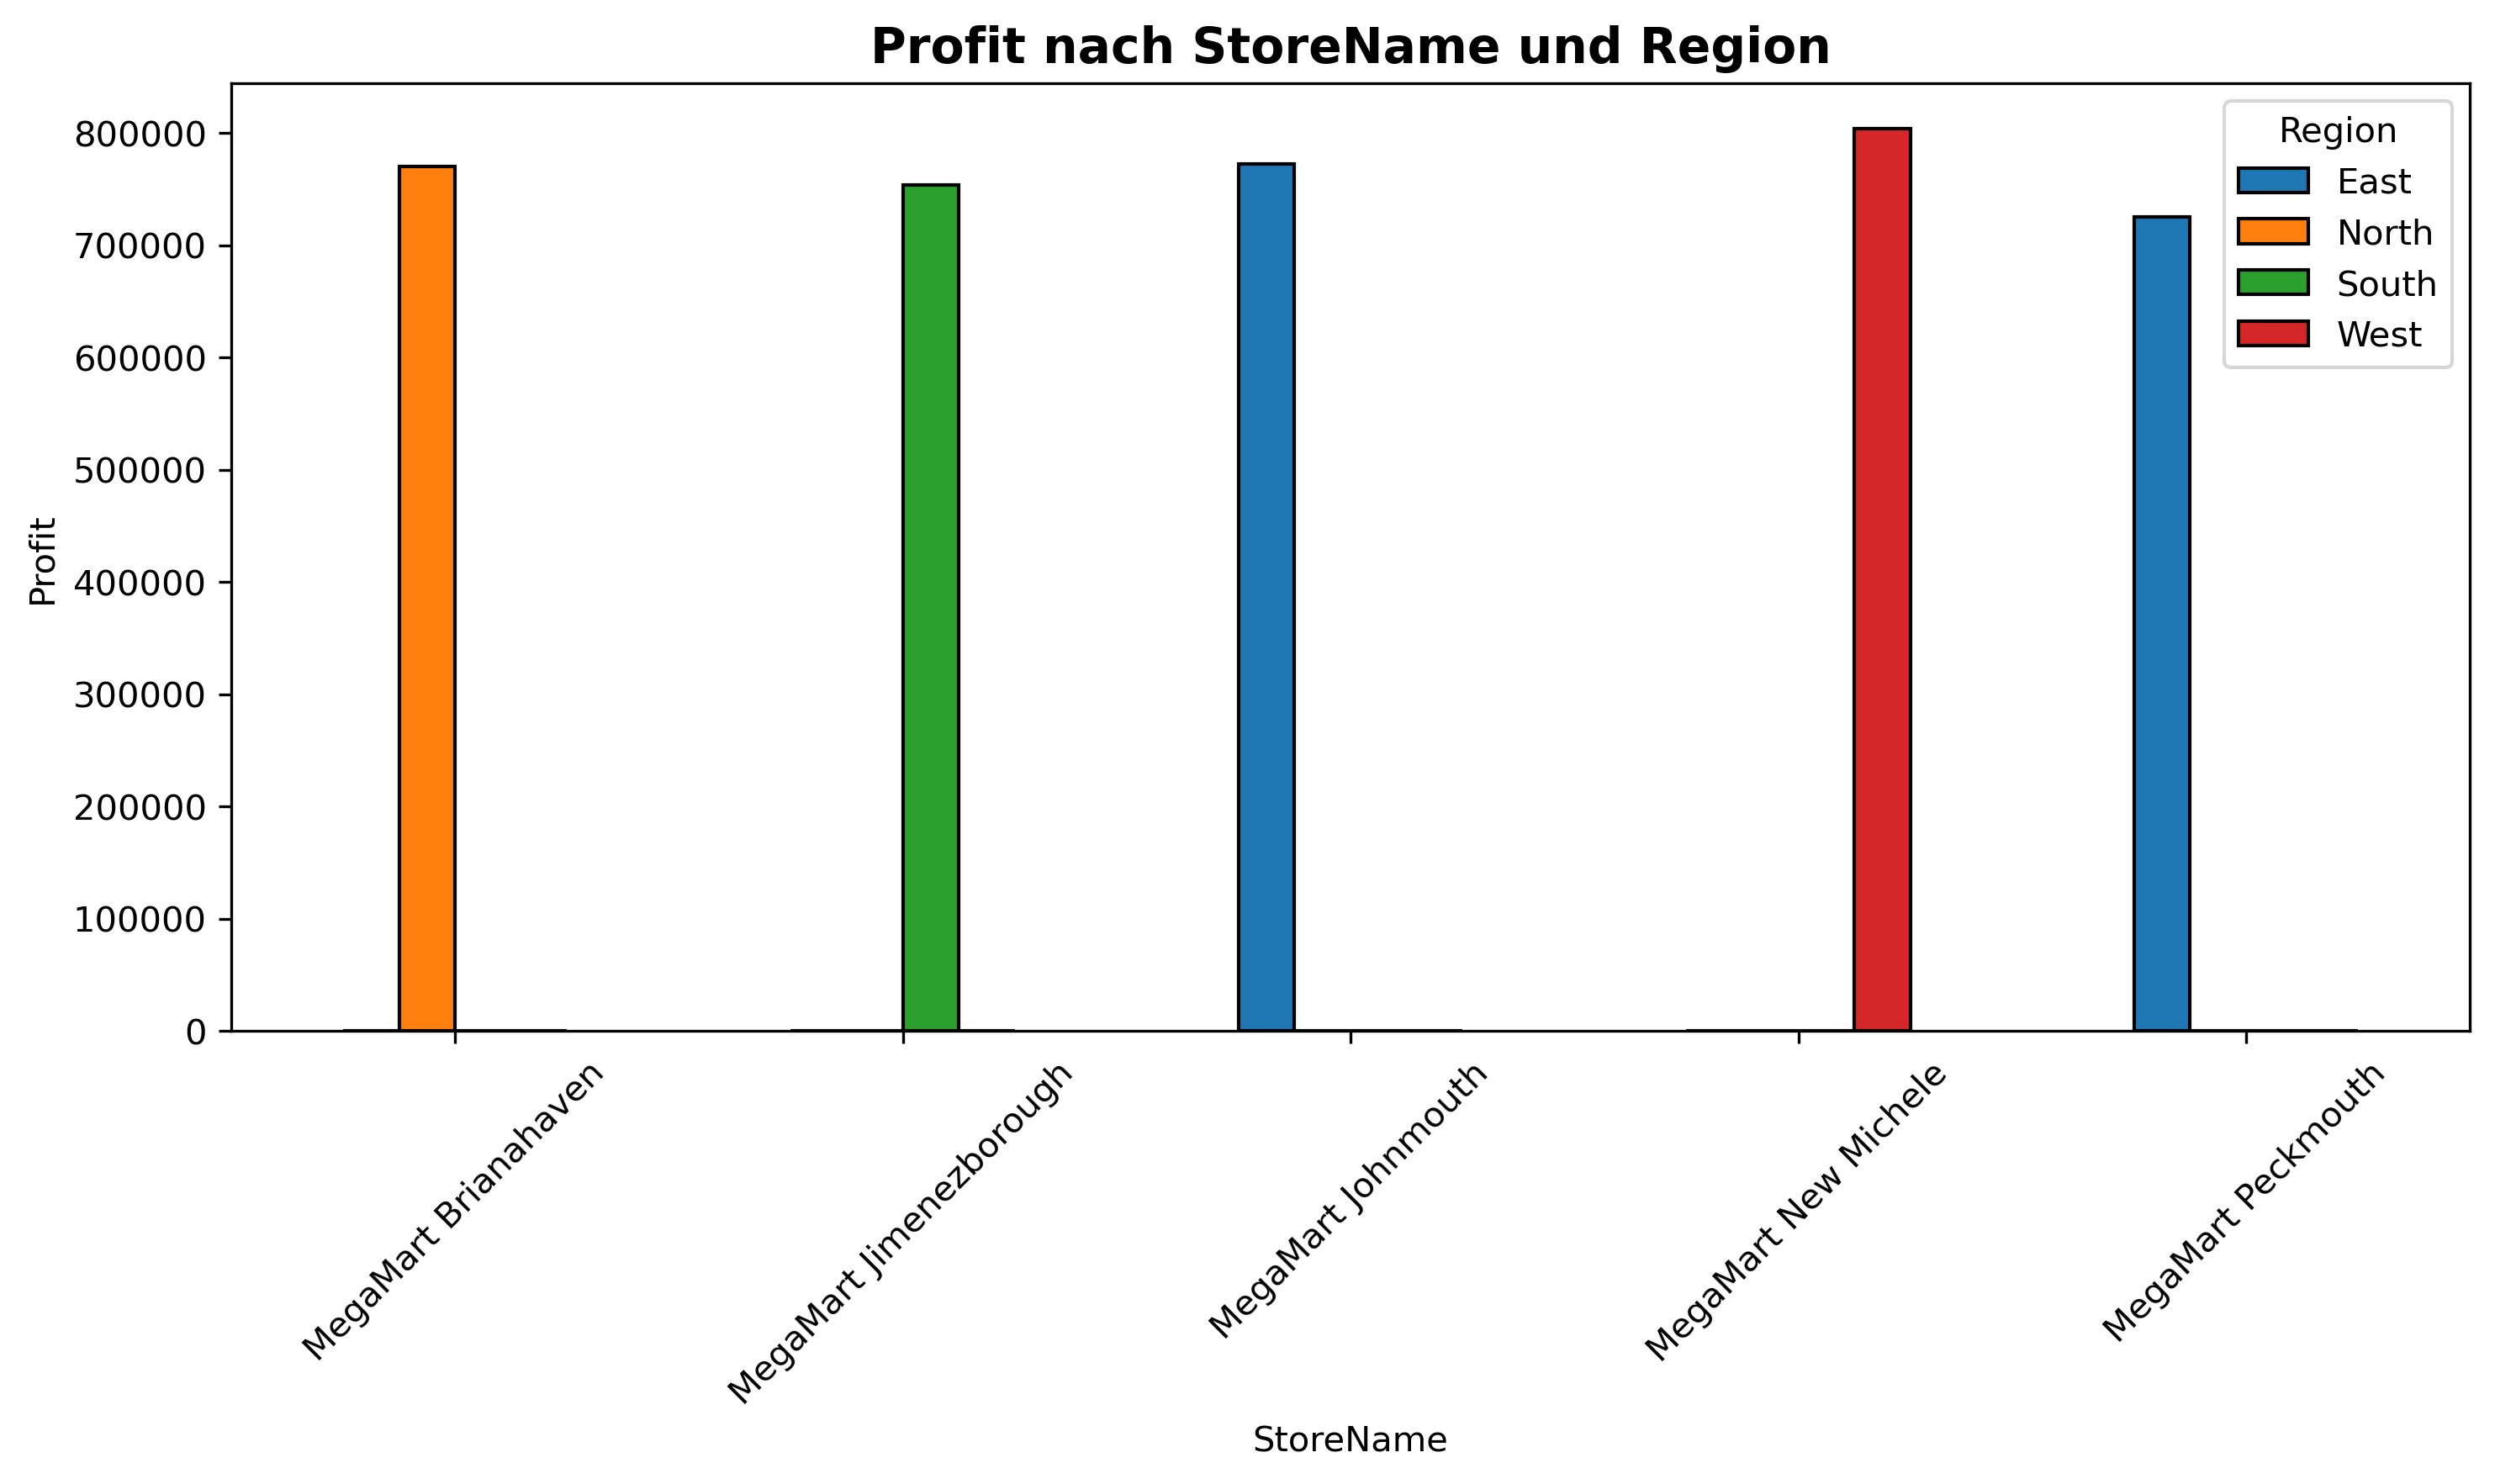 Profit nach StoreName und Region
Profit
800000
700000
600000
500000
400000
300000
200000
100000
0
Region
East
North
South
West
MegaMart Brianahaven
MegaMart Jimenezborough
MegaMart Johnmouth
MegaMart New Michele
MegaMart Peckmouth
StoreName